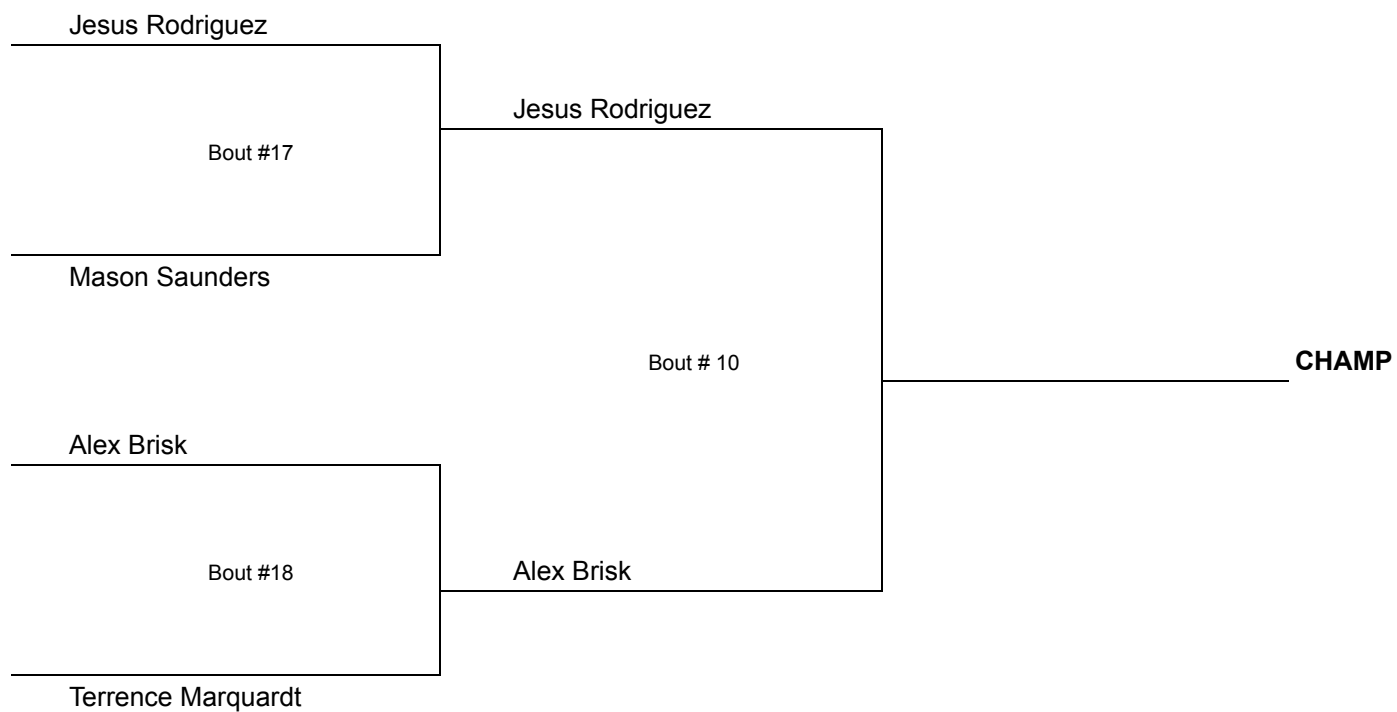 Jesus Rodriguez
Jesus Rodriguez
Bout #17
Mason Saunders
Bout # 10
CHAMP
Alex Brisk
Bout #18
Alex Brisk
Terrence Marquardt